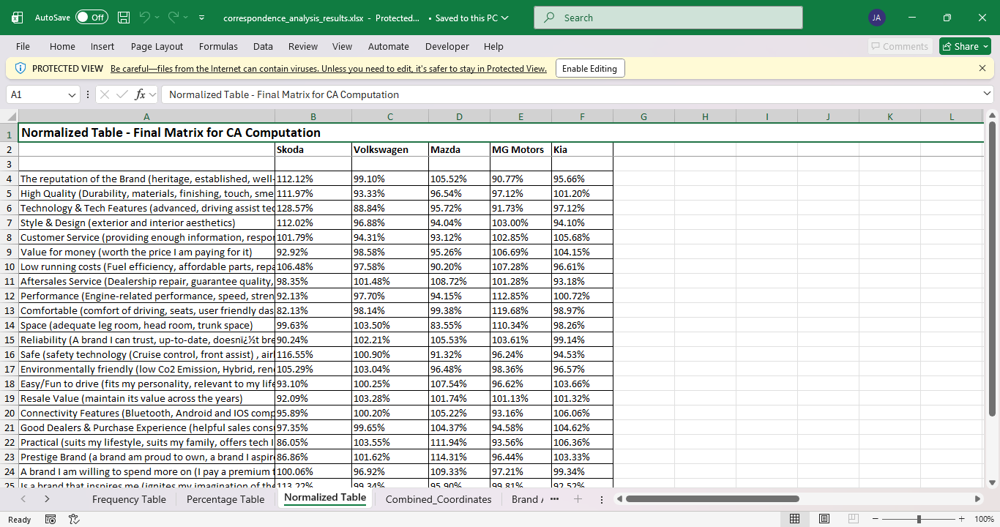 AutoSave Off correspondence_analysis_results.xlsx - Protected... • Saved to this PC Search JA
File Home Insert Page Layout Formulas Data Review View Automate Developer Help Comments Share
PROTECTED VIEW Be careful—files from the Internet can contain viruses. Unless you need to edit, it's safer to stay in Protected View. Enable Editing
A1 fx Normalized Table - Final Matrix for CA Computation
A B C D E F G H I J K L
1 Normalized Table - Final Matrix for CA Computation
2 Skoda Volkswagen Mazda MG Motors Kia
3
4 The reputation of the Brand (heritage, established, well- 112.12% 99.10% 105.52% 90.77% 95.66%
5 High Quality (Durability, materials, finishing, touch, sme 111.97% 93.33% 96.54% 97.12% 101.20%
6 Technology & Tech Features (advanced, driving assist tec 128.57% 88.84% 95.72% 91.73% 97.12%
7 Style & Design (exterior and interior aesthetics) 112.02% 96.88% 94.04% 103.00% 94.10%
8 Customer Service (providing enough information, respo 101.79% 94.31% 93.12% 102.85% 105.68%
9 Value for money (worth the price I am paying for it) 92.92% 98.58% 95.26% 106.69% 104.15%
10 Low running costs (Fuel efficiency, affordable parts, repa 106.48% 97.58% 90.20% 107.28% 96.61%
11 Aftersales Service (Dealership repair, guarantee quality, 98.35% 101.48% 108.72% 101.28% 93.18%
12 Performance (Engine-related performance, speed, stren 92.13% 97.70% 94.15% 112.85% 100.72%
13 Comfortable (comfort of driving, seats, user friendly das 82.13% 98.14% 99.38% 119.68% 98.97%
14 Space (adequate leg room, head room, trunk space) 99.63% 103.50% 83.55% 110.34% 98.26%
15 Reliability (A brand I can trust, up-to-date, doesnï¿½t bre 90.24% 102.21% 105.53% 103.61% 99.14%
16 Safe (safety technology (Cruise control, front assist) , air 116.55% 100.90% 91.32% 96.24% 94.53%
17 Environmentally friendly (low Co2 Emission, Hybrid, ren 105.29% 103.04% 96.48% 98.36% 96.57%
18 Easy/Fun to drive (fits my personality, relevant to my life 93.10% 100.25% 107.54% 96.62% 103.66%
19 Resale Value (maintain its value across the years) 92.09% 103.28% 101.74% 101.13% 101.32%
20 Connectivity Features (Bluetooth, Android and IOS comp 95.89% 100.20% 105.22% 93.16% 106.06%
21 Good Dealers & Purchase Experience (helpful sales cons 97.35% 99.65% 104.37% 94.58% 104.62%
22 Practical (suits my lifestyle, suits my family, offers tech I 86.05% 103.55% 111.94% 93.56% 106.36%
23 Prestige Brand (a brand am proud to own, a brand I aspir 86.86% 101.62% 114.31% 96.44% 103.33%
24 A brand I am willing to spend more on (I pay a premium t 100.06% 96.92% 109.33% 97.21% 99.34%
25 Is a brand that inspires me (ignites my imagination of the 113.22% 99.34% 95.90% 99.81% 92.52%
Frequency Table Percentage Table Normalized Table Combined_Coordinates Brand
Ready 100%